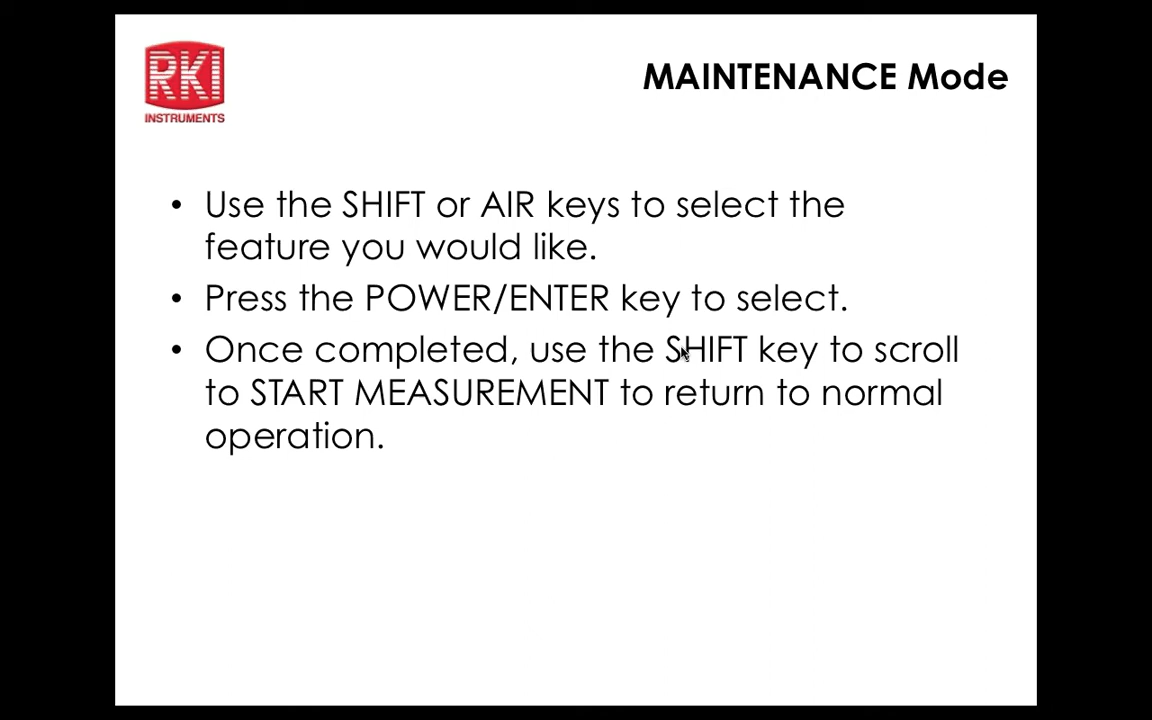 RKI
INSTRUMENTS
MAINTENANCE Mode
• Use the SHIFT or AIR keys to select the
feature you would like.
• Press the POWER/ENTER key to select.
• Once completed, use the SHIFT key to scroll
to START MEASUREMENT to return to normal
operation.